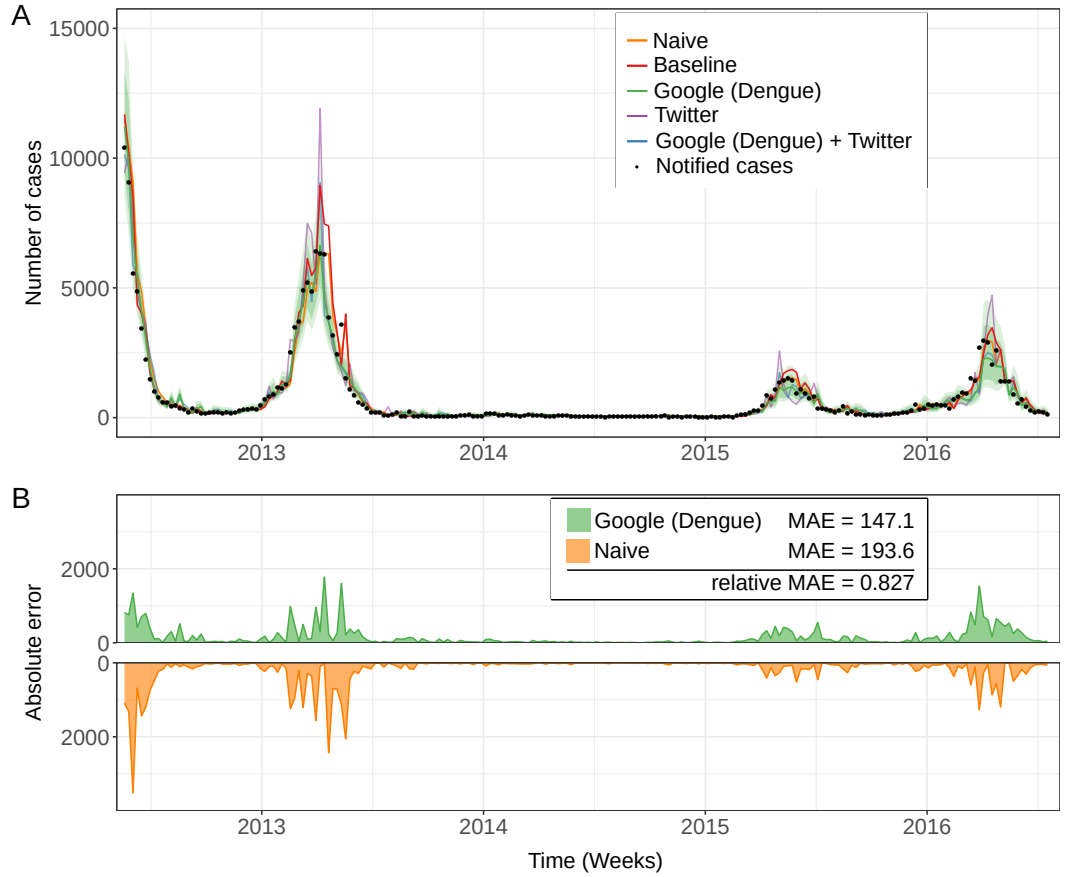 A
15000
10000
5000
0
Number of cases
Naive
Baseline
Google (Dengue)
Twitter
Google (Dengue) + Twitter
Notified cases
2013
2014
2015
2016
B
2000
0
0
2000
Absolute error
Google (Dengue) MAE = 147.1
Naive MAE = 193.6
relative MAE = 0.827
2013
2014
2015
2016
Time (Weeks)